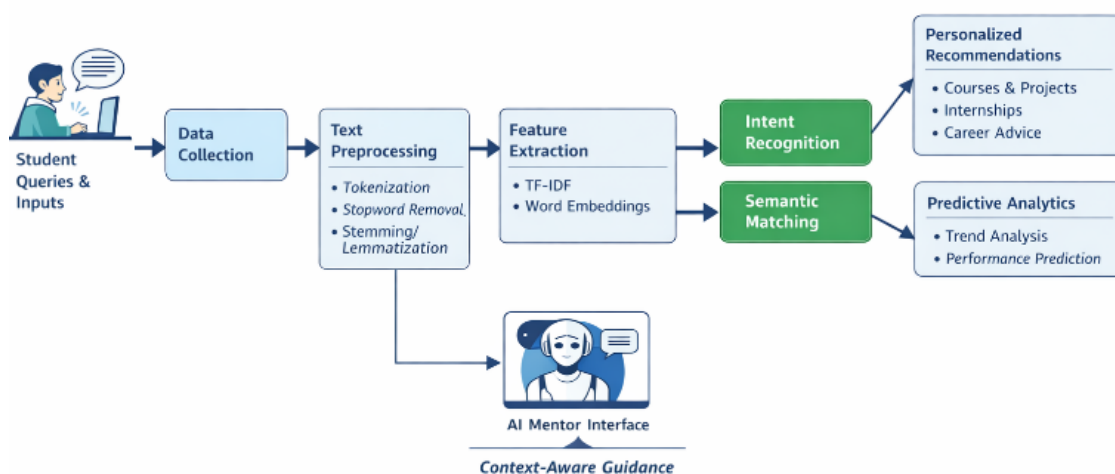 Student
Queries &
Inputs
Data
Collection
Text
Preprocessing
• Tokenization
• Stopword Removal,
• Stemming/
Lemmatization
Feature
Extraction
• TF-IDF
• Word Embeddings
Intent
Recognition
Semantic
Matching
Personalized
Recommendations
• Courses & Projects
• Internships
• Career Advice
Predictive Analytics
• Trend Analysis
• Performance Prediction
AI Mentor Interface
Context-Aware Guidance